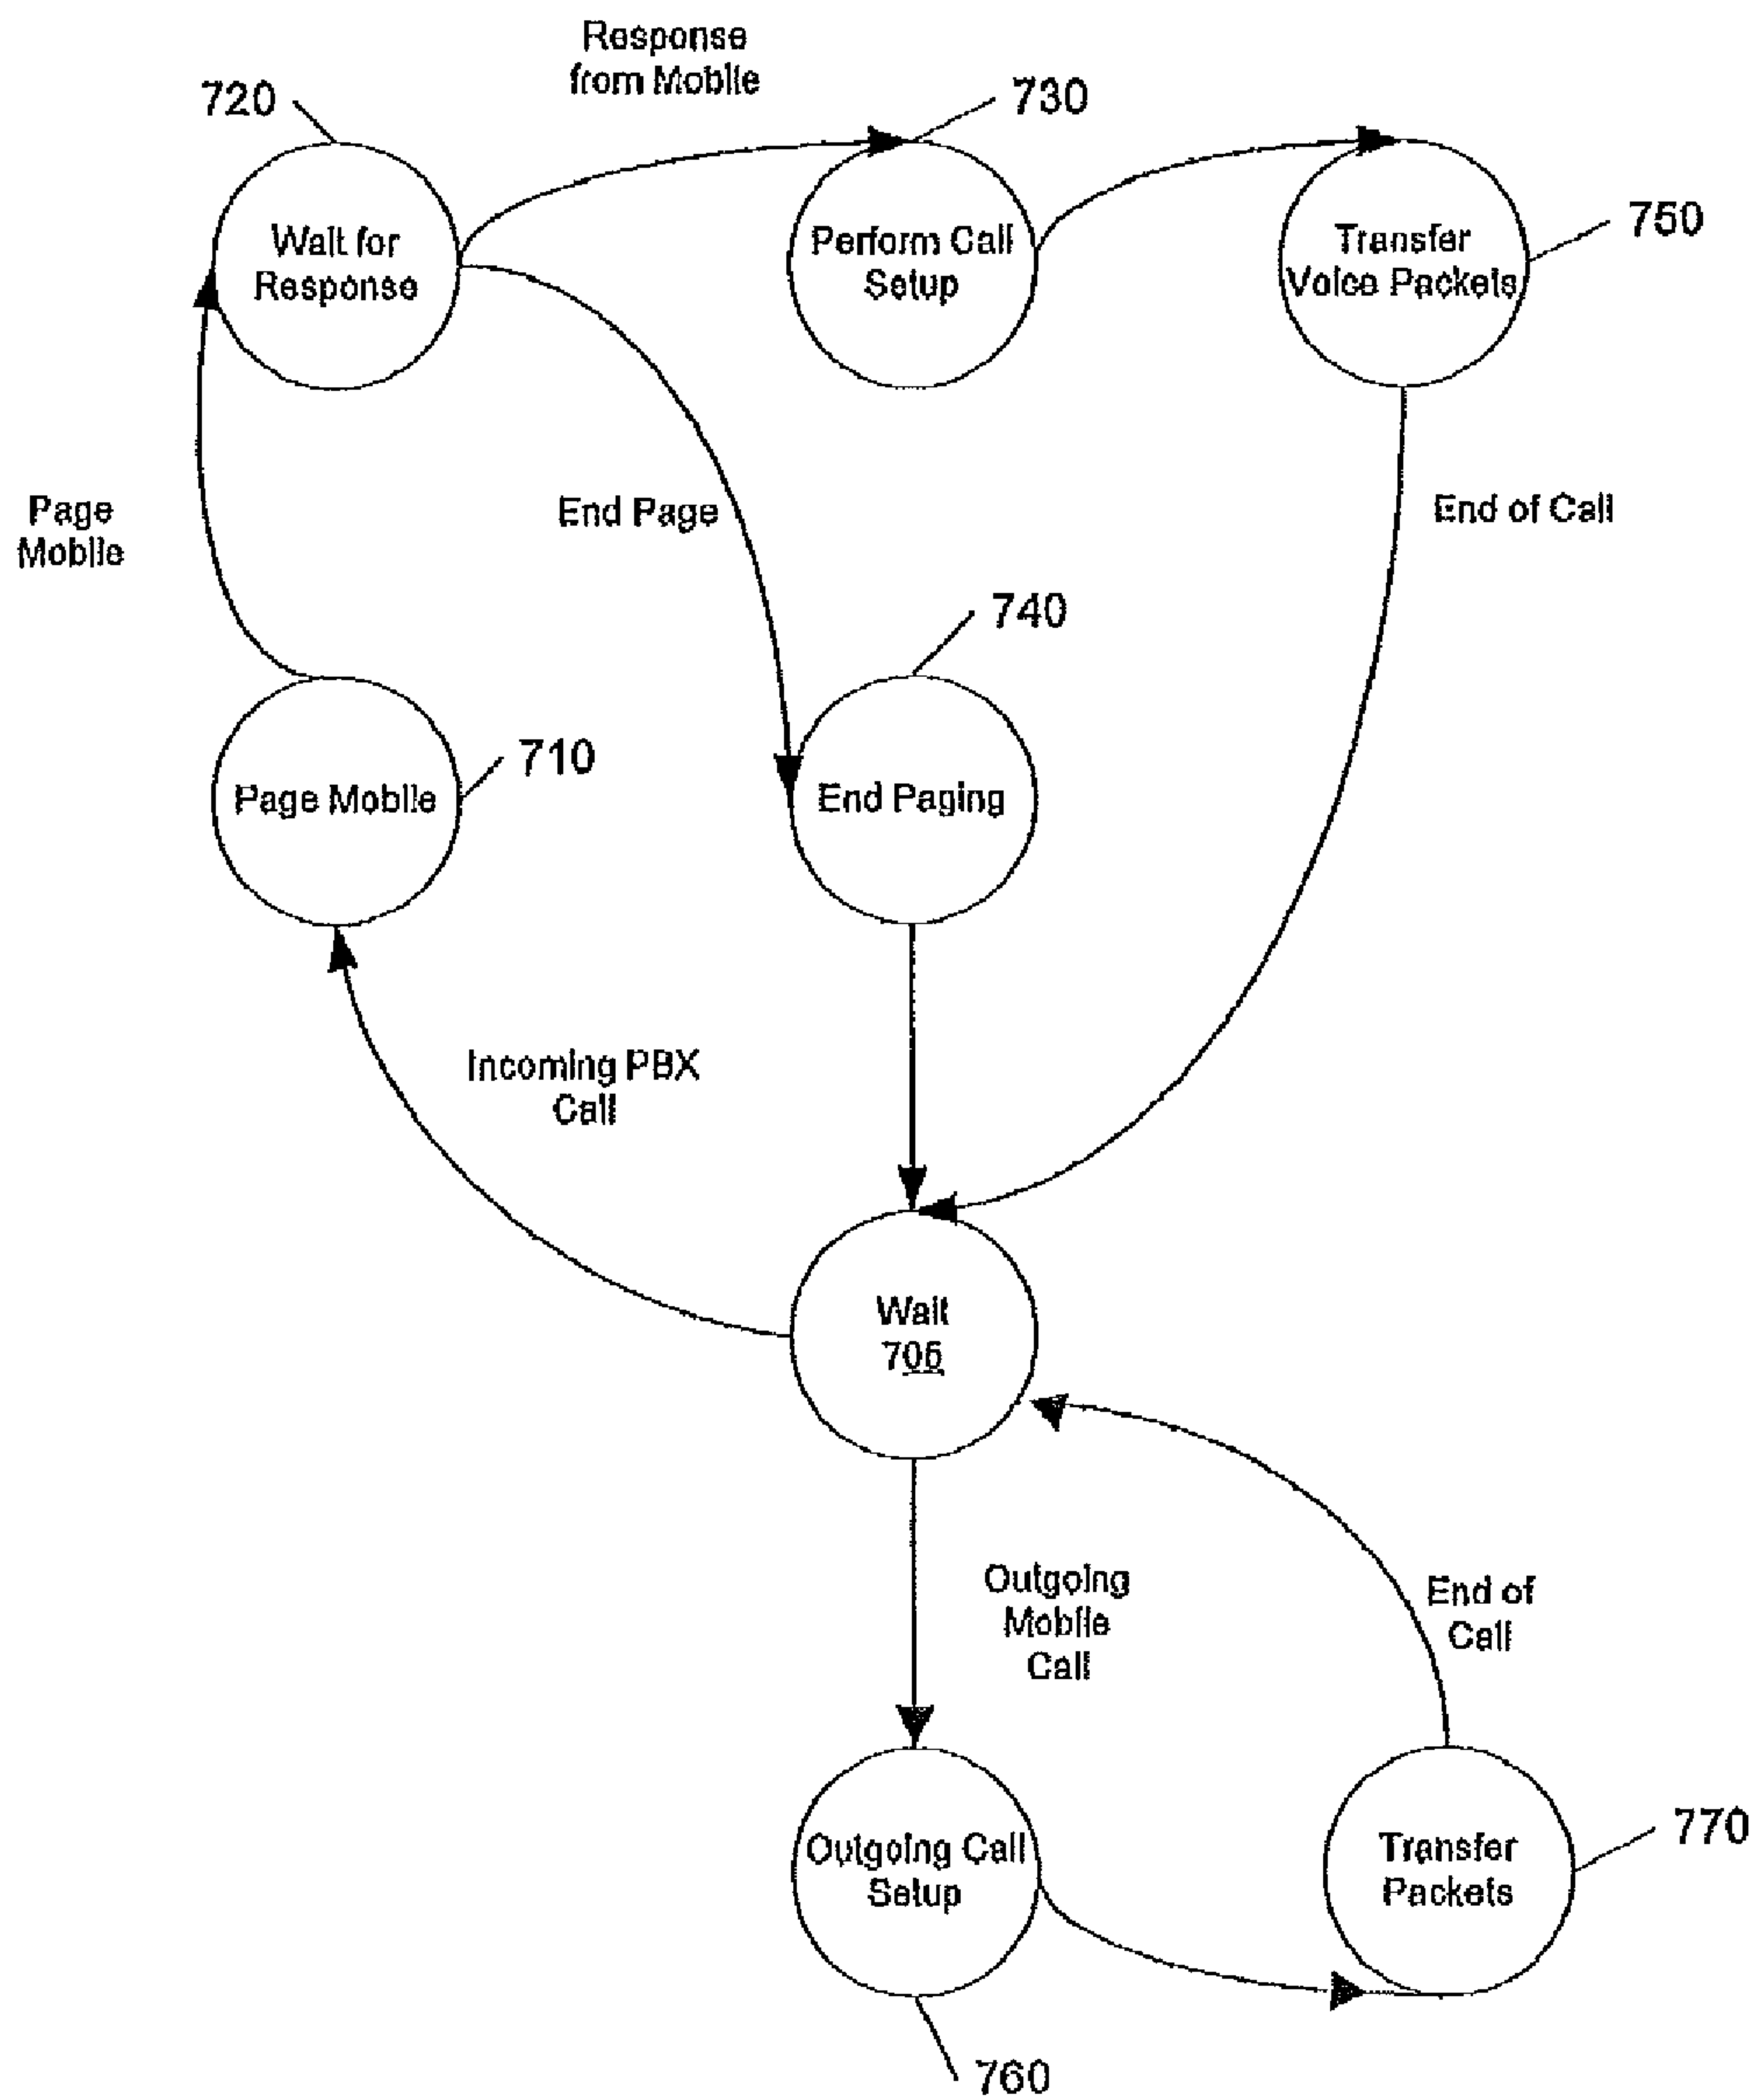 Response
from Mobile
720
730
750
Wait for
Response
Perform Call
Setup
Transfer
Voice Packets
Page
Mobile
End Page
End of Call
740
710
Page Mobile
End Paging
Incoming PBX
Call
Wait
705
Outgoing
Mobile
Call
End of
Call
Outgoing Call
Setup
Transfer
Packets
770
760